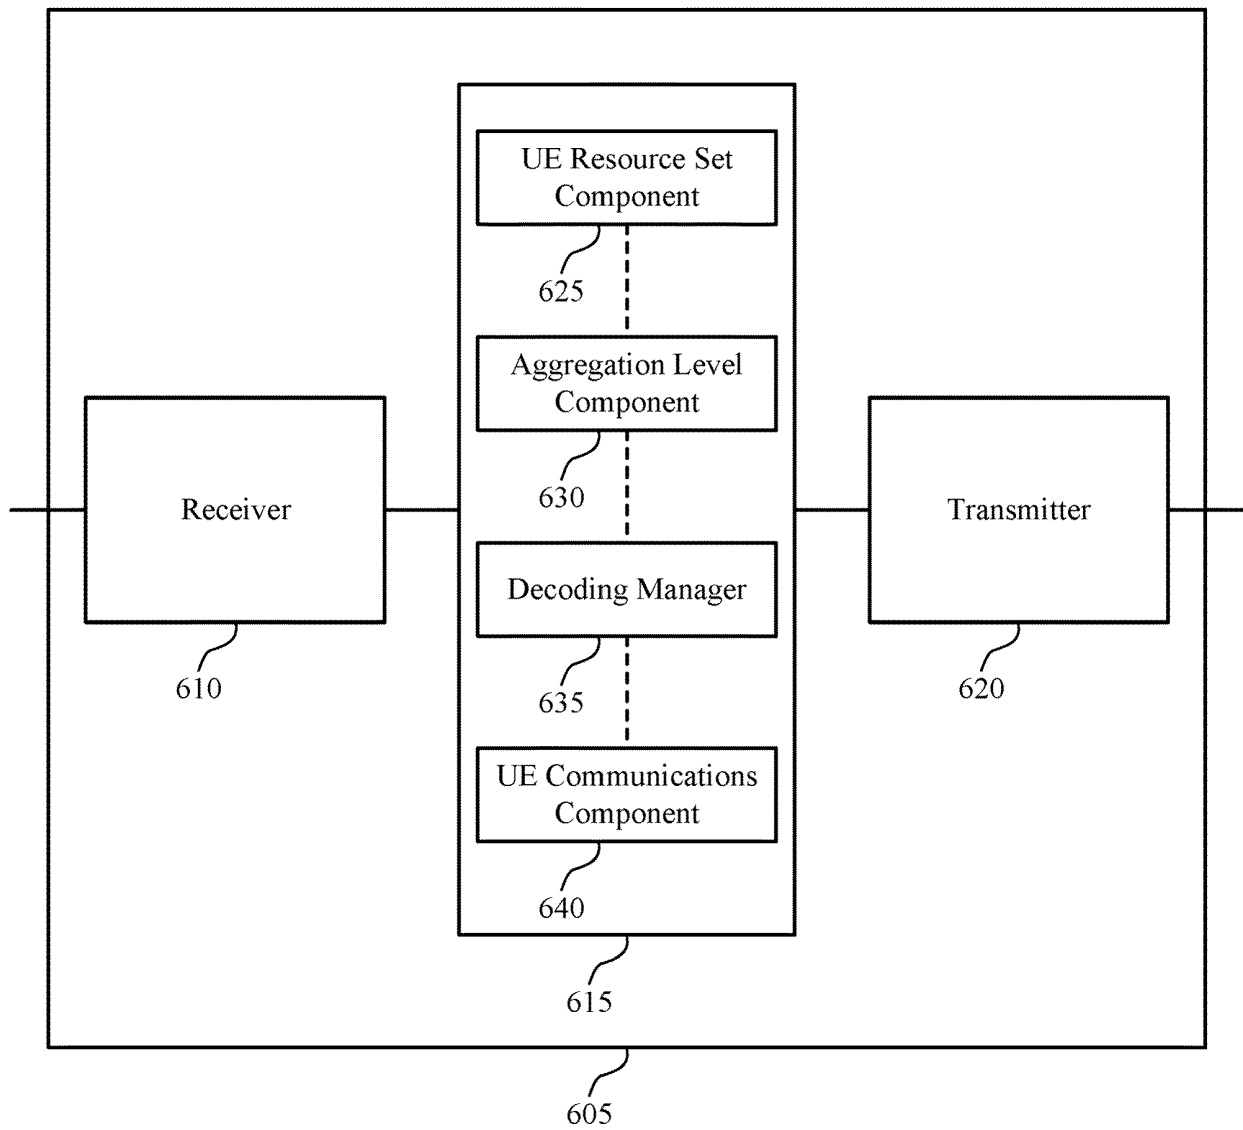 UE Resource Set
Component
625
Aggregation Level
Component
630
Receiver
610
Decoding Manager
635
Transmitter
620
UE Communications
Component
640
615
605